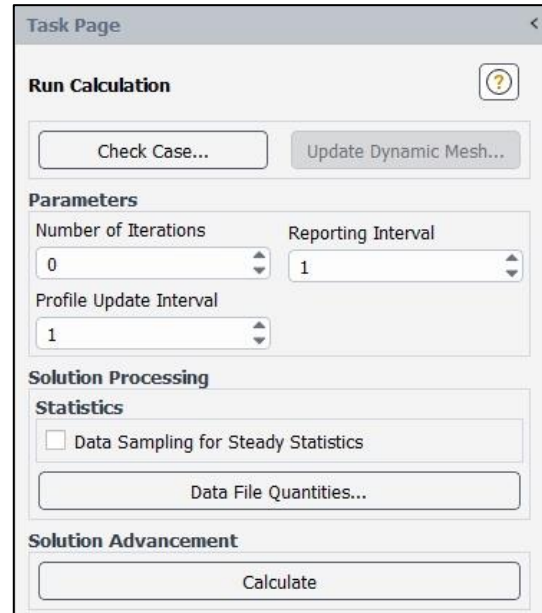 Task Page
<
Run Calculation
?
Check Case...
Update Dynamic Mesh...
Parameters
Number of Iterations
Reporting Interval
0
1
Profile Update Interval
1
Solution Processing
Statistics
Data Sampling for Steady Statistics
Data File Quantities...
Solution Advancement
Calculate